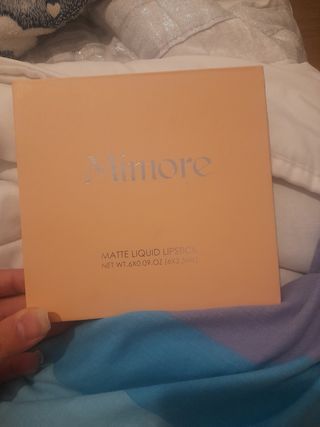 Mimore
MATTE LIQUID LIPSTICK
NET WT.6X0.09.OZ (6X2.5ML)